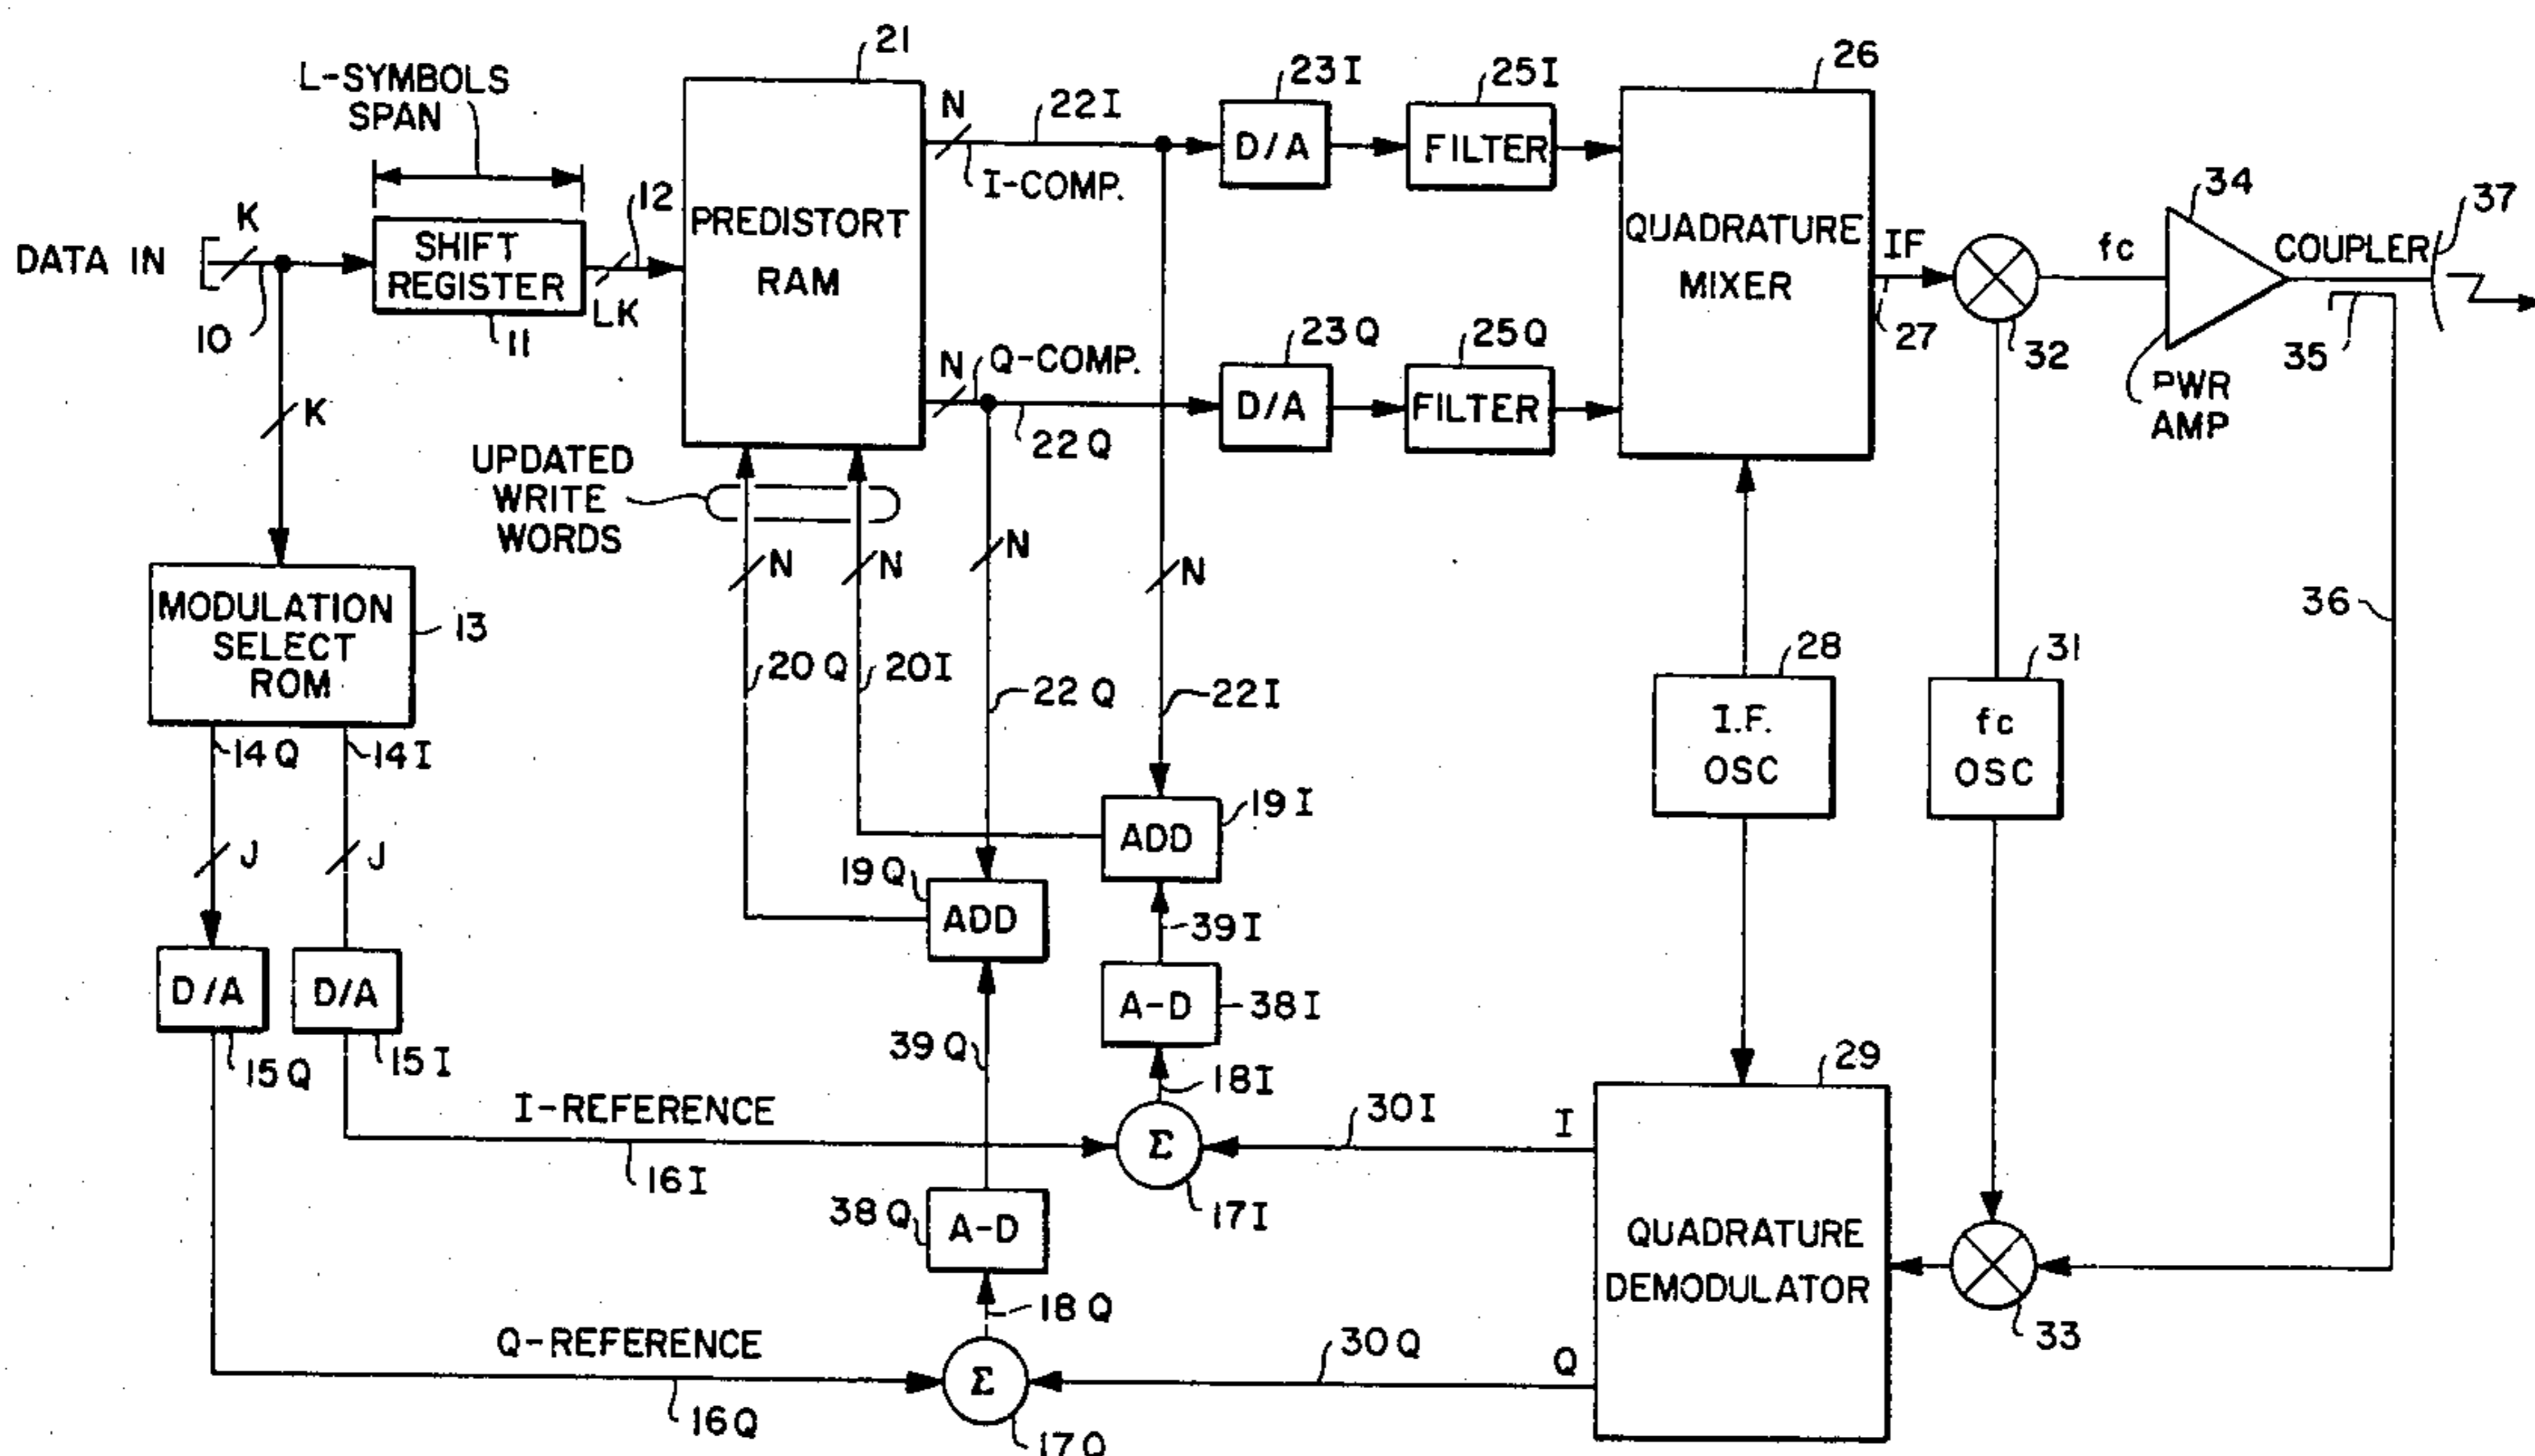 21
L-SYMBOLS
SPAN
23I
25I
26
N
22I
D/A
FILTER
I-COMP.
34
37
K
12
PREDISTORT
RAM
QUADRATURE
MIXER
DATA IN
SHIFT
REGISTER
IF
fc
COUPLER
10
11
LK
27
32
35
23Q
25Q
N
Q-COMP.
D/A
FILTER
22Q
PWR
AMP
K
UPDATED
WRITE
WORDS
N
N
N
N
36
MODULATION
SELECT
ROM
13
20Q
20I
22Q
22I
28
31
I.F.
OSC
fc
OSC
14Q
14I
J
J
19I
ADD
19Q
ADD
39I
D/A
D/A
A-D
38I
15Q
15I
39Q
18I
29
I-REFERENCE
30I
I
Σ
16I
17I
38Q
A-D
QUADRATURE
DEMODULATOR
18Q
33
Q-REFERENCE
30Q
Q
Σ
16Q
17Q